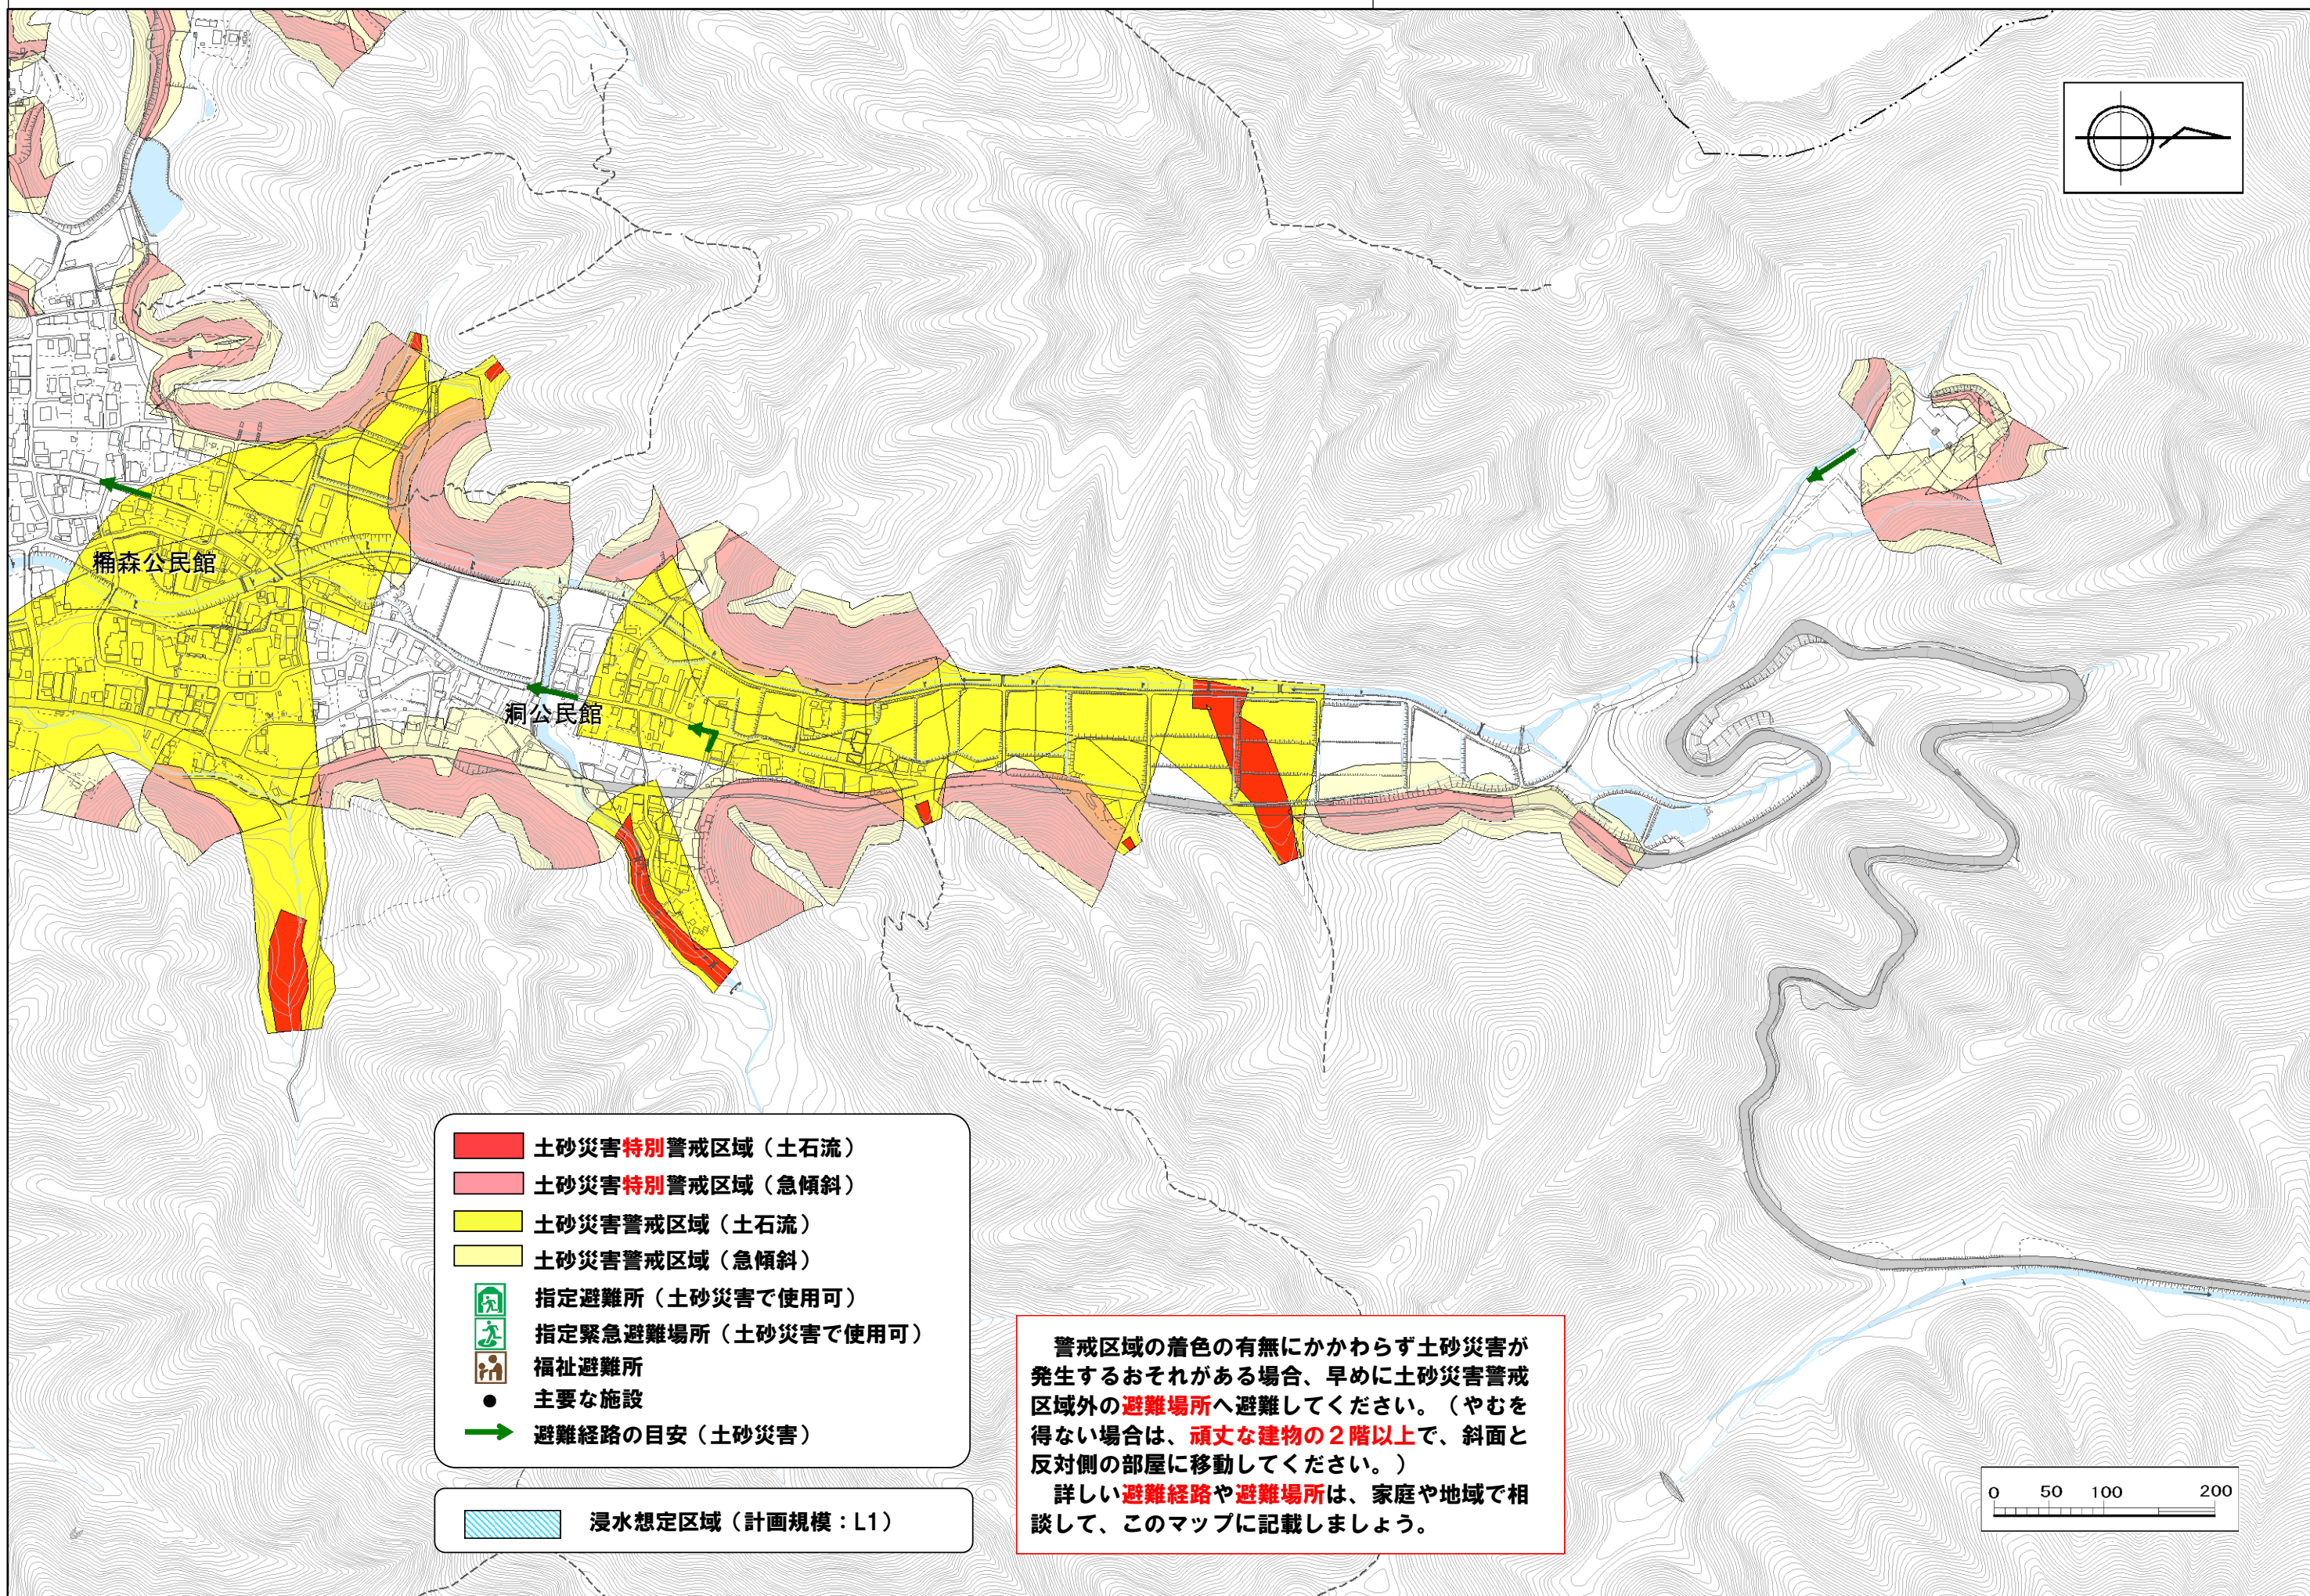 桶森公民館
洞公民館
土砂災害特別警戒区域（土石流）
土砂災害特別警戒区域（急傾斜）
土砂災害警戒区域（土石流）
土砂災害警戒区域（急傾斜）
指定避難所（土砂災害で使用可）
指定緊急避難場所（土砂災害で使用可）
福祉避難所
主要な施設
避難経路の目安（土砂災害）
浸水想定区域（計画規模：L1）
警戒区域の着色の有無にかかわらず土砂災害が
発生するおそれがある場合、早めに土砂災害警戒
区域外の避難場所へ避難してください。（やむを
得ない場合は、頑丈な建物の２階以上で、斜面と
反対側の部屋に移動してください。）
詳しい避難経路や避難場所は、家庭や地域で相
談して、このマップに記載しましょう。
0 50 100 200